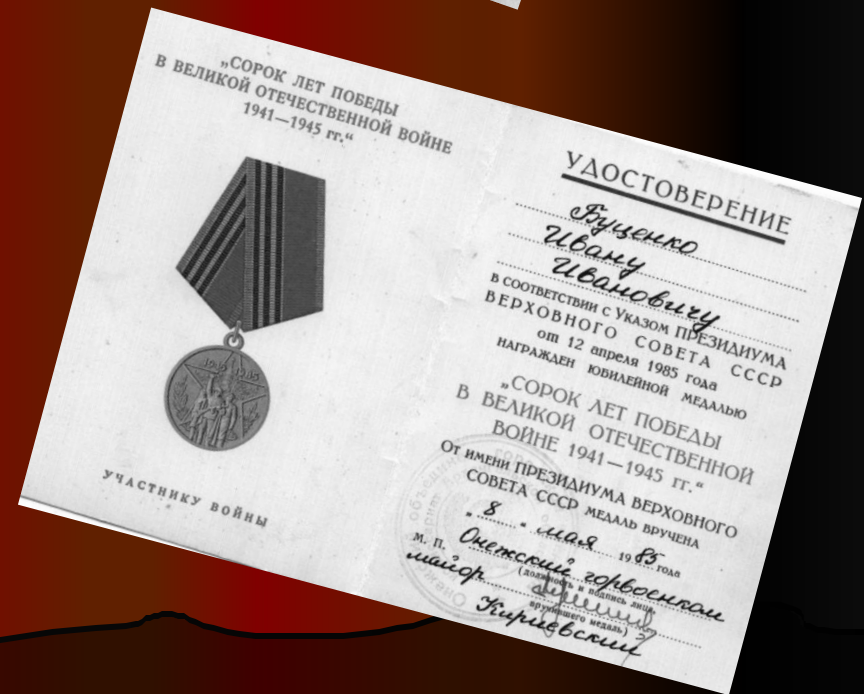 „СОРОК ЛЕТ ПОБЕДЫ
В ВЕЛИКОЙ ОТЕЧЕСТВЕННОЙ ВОЙНЕ
1941—1945 гг.“
1945 1985
УЧАСТНИКУ ВОЙНЫ
УДОСТОВЕРЕНИЕ
Буценко
Ивану
Ивановичу
В СООТВЕТСТВИИ С УКАЗОМ ПРЕЗИДИУМА
ВЕРХОВНОГО СОВЕТА СССР
от 12 апреля 1985 года
НАГРАЖДЕН ЮБИЛЕЙНОЙ МЕДАЛЬЮ
„СОРОК ЛЕТ ПОБЕДЫ
В ВЕЛИКОЙ ОТЕЧЕСТВЕННОЙ
ВОЙНЕ 1941—1945 гг.“
ОТ ИМЕНИ ПРЕЗИДИУМА ВЕРХОВНОГО
СОВЕТА СССР МЕДАЛЬ ВРУЧЕНА
„ 8 “ мая 1985 года
М. П. Онежский горвоенком
(должность и подпись лица,
майор
вручившего медаль)
Кириевский